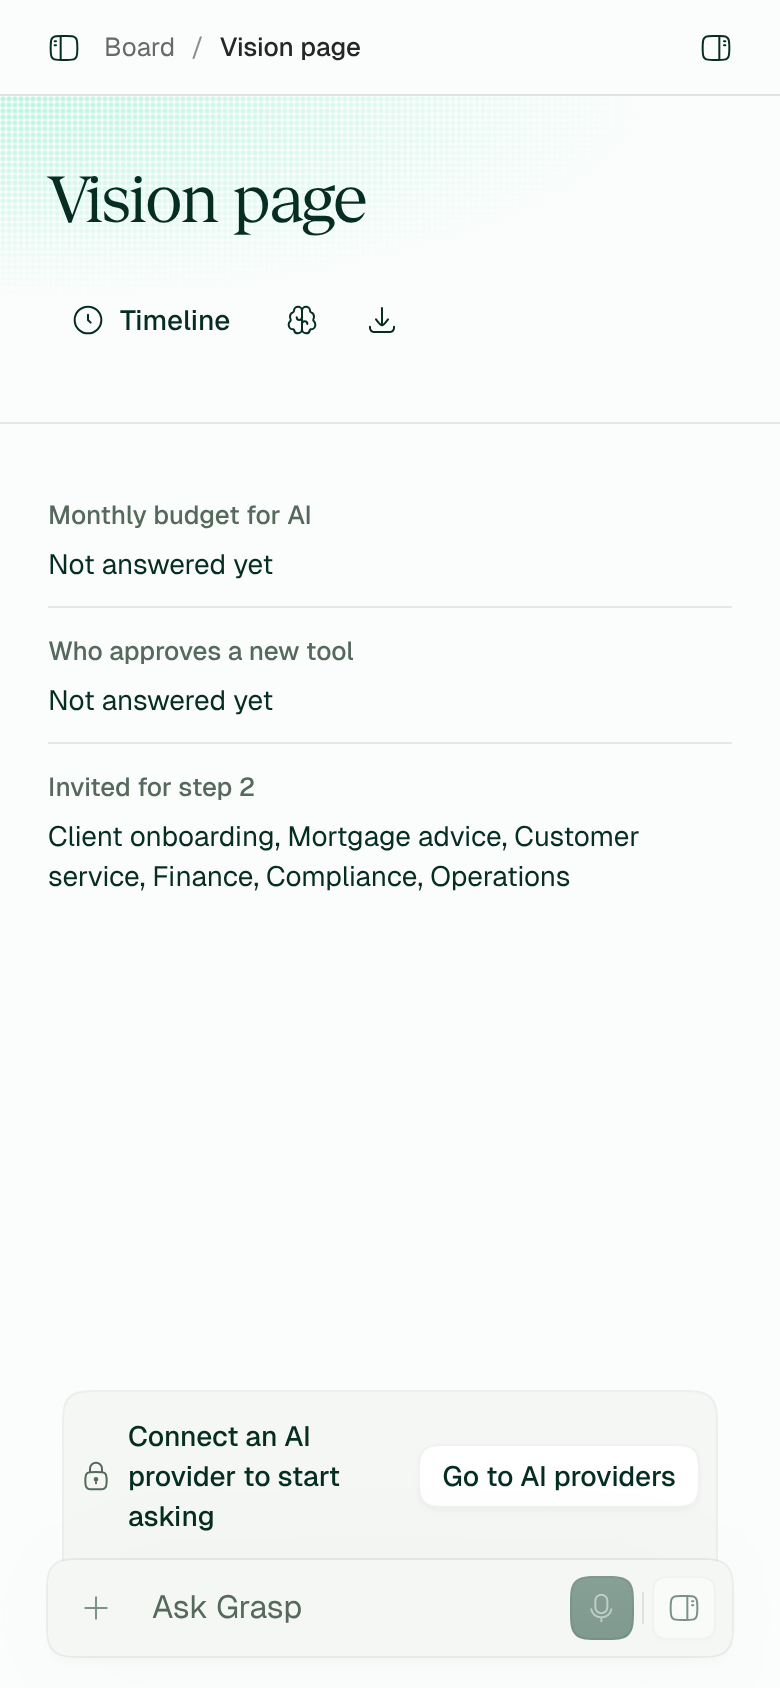 Board / Vision page
Vision page
Timeline
Monthly budget for AI
Not answered yet
Who approves a new tool
Not answered yet
Invited for step 2
Client onboarding, Mortgage advice, Customer
service, Finance, Compliance, Operations
Connect an AI
provider to start
asking
Go to AI providers
Ask Grasp